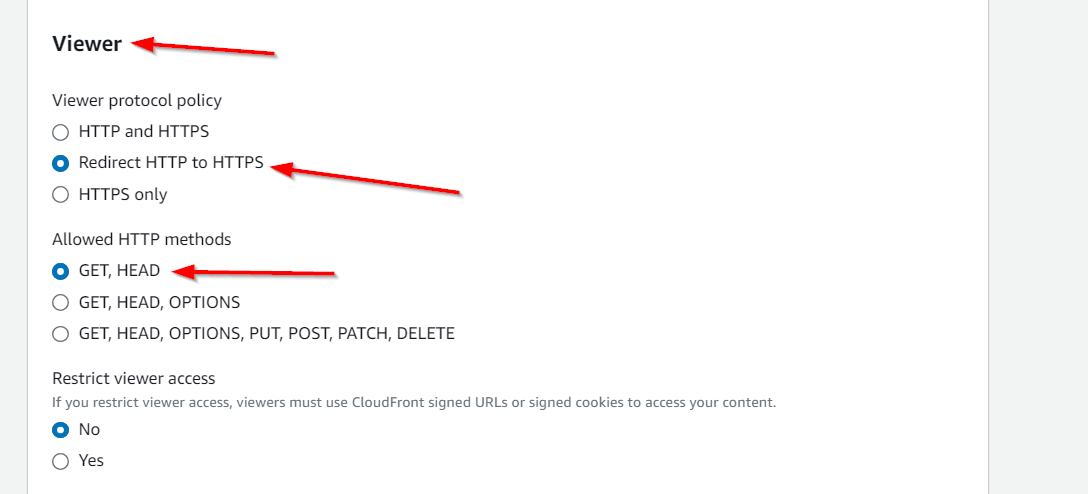 Viewer
Viewer protocol policy
HTTP and HTTPS
Redirect HTTP to HTTPS
HTTPS only
Allowed HTTP methods
GET, HEAD
GET, HEAD, OPTIONS
GET, HEAD, OPTIONS, PUT, POST, PATCH, DELETE
Restrict viewer access
If you restrict viewer access, viewers must use CloudFront signed URLs or signed cookies to access your content.
No
Yes